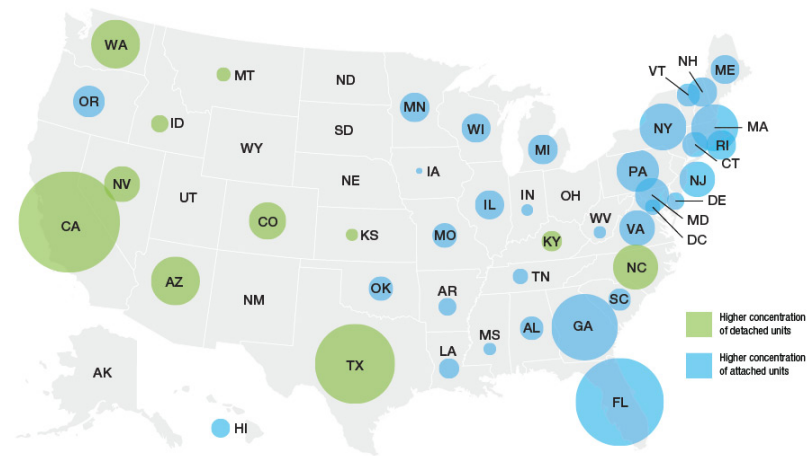 WA
MT
ND
OR
ID
SD
WY
MN
WI
MI
VT
NH
ME
NY
MA
RI
CT
NV
UT
NE
IA
PA
NJ
DE
MD
DC
CA
CO
KS
MO
IL
IN
OH
WV
VA
KY
AZ
NM
OK
AR
TN
NC
SC
TX
LA
MS
AL
GA
FL
AK
HI
Higher concentration
of detached units
Higher concentration
of attached units